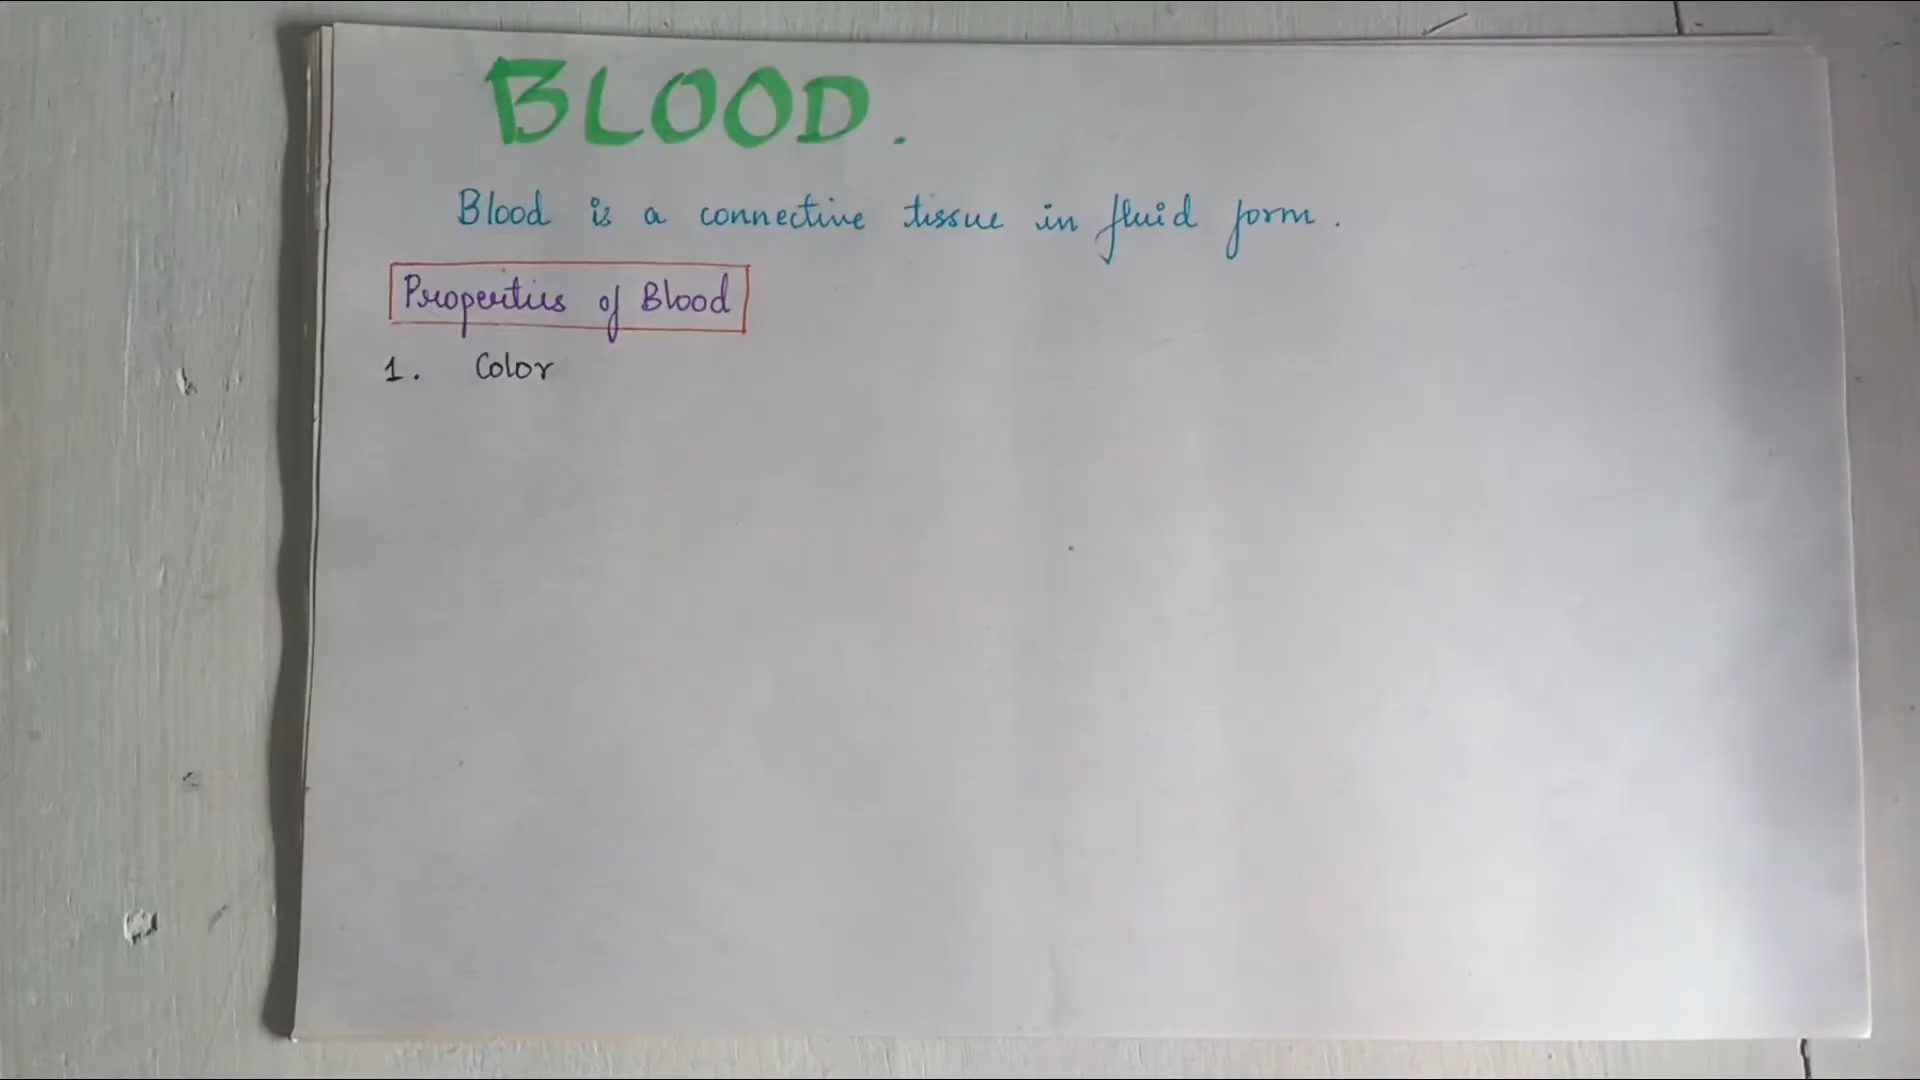 BLOOD.
Blood is a connective tissue in fluid form.
Properties of Blood
1. Color